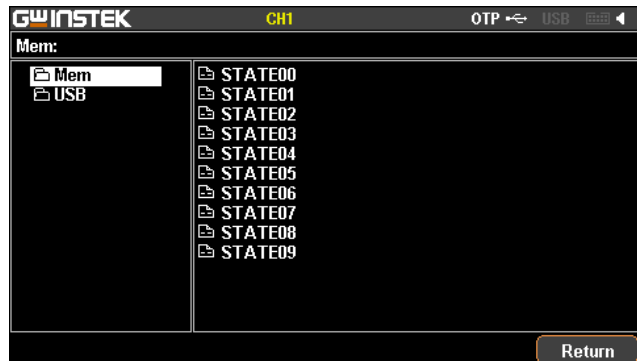 GWINSTEK CH1 OTP USB
Mem:
Mem
USB
STATE00
STATE01
STATE02
STATE03
STATE04
STATE05
STATE06
STATE07
STATE08
STATE09
Return